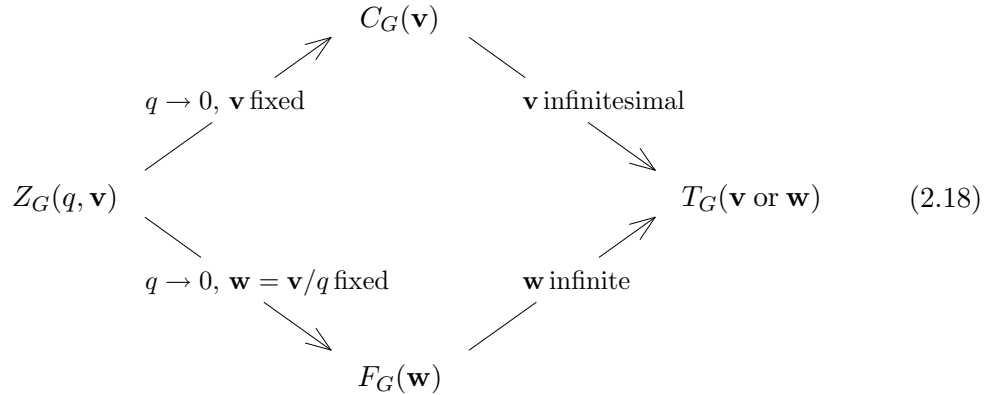 C_G(v)
q → 0, v fixed
v infinitesimal
Z_G(q, v)
T_G(v or w)
(2.18)
q → 0, w = v/q fixed
w infinite
F_G(w)